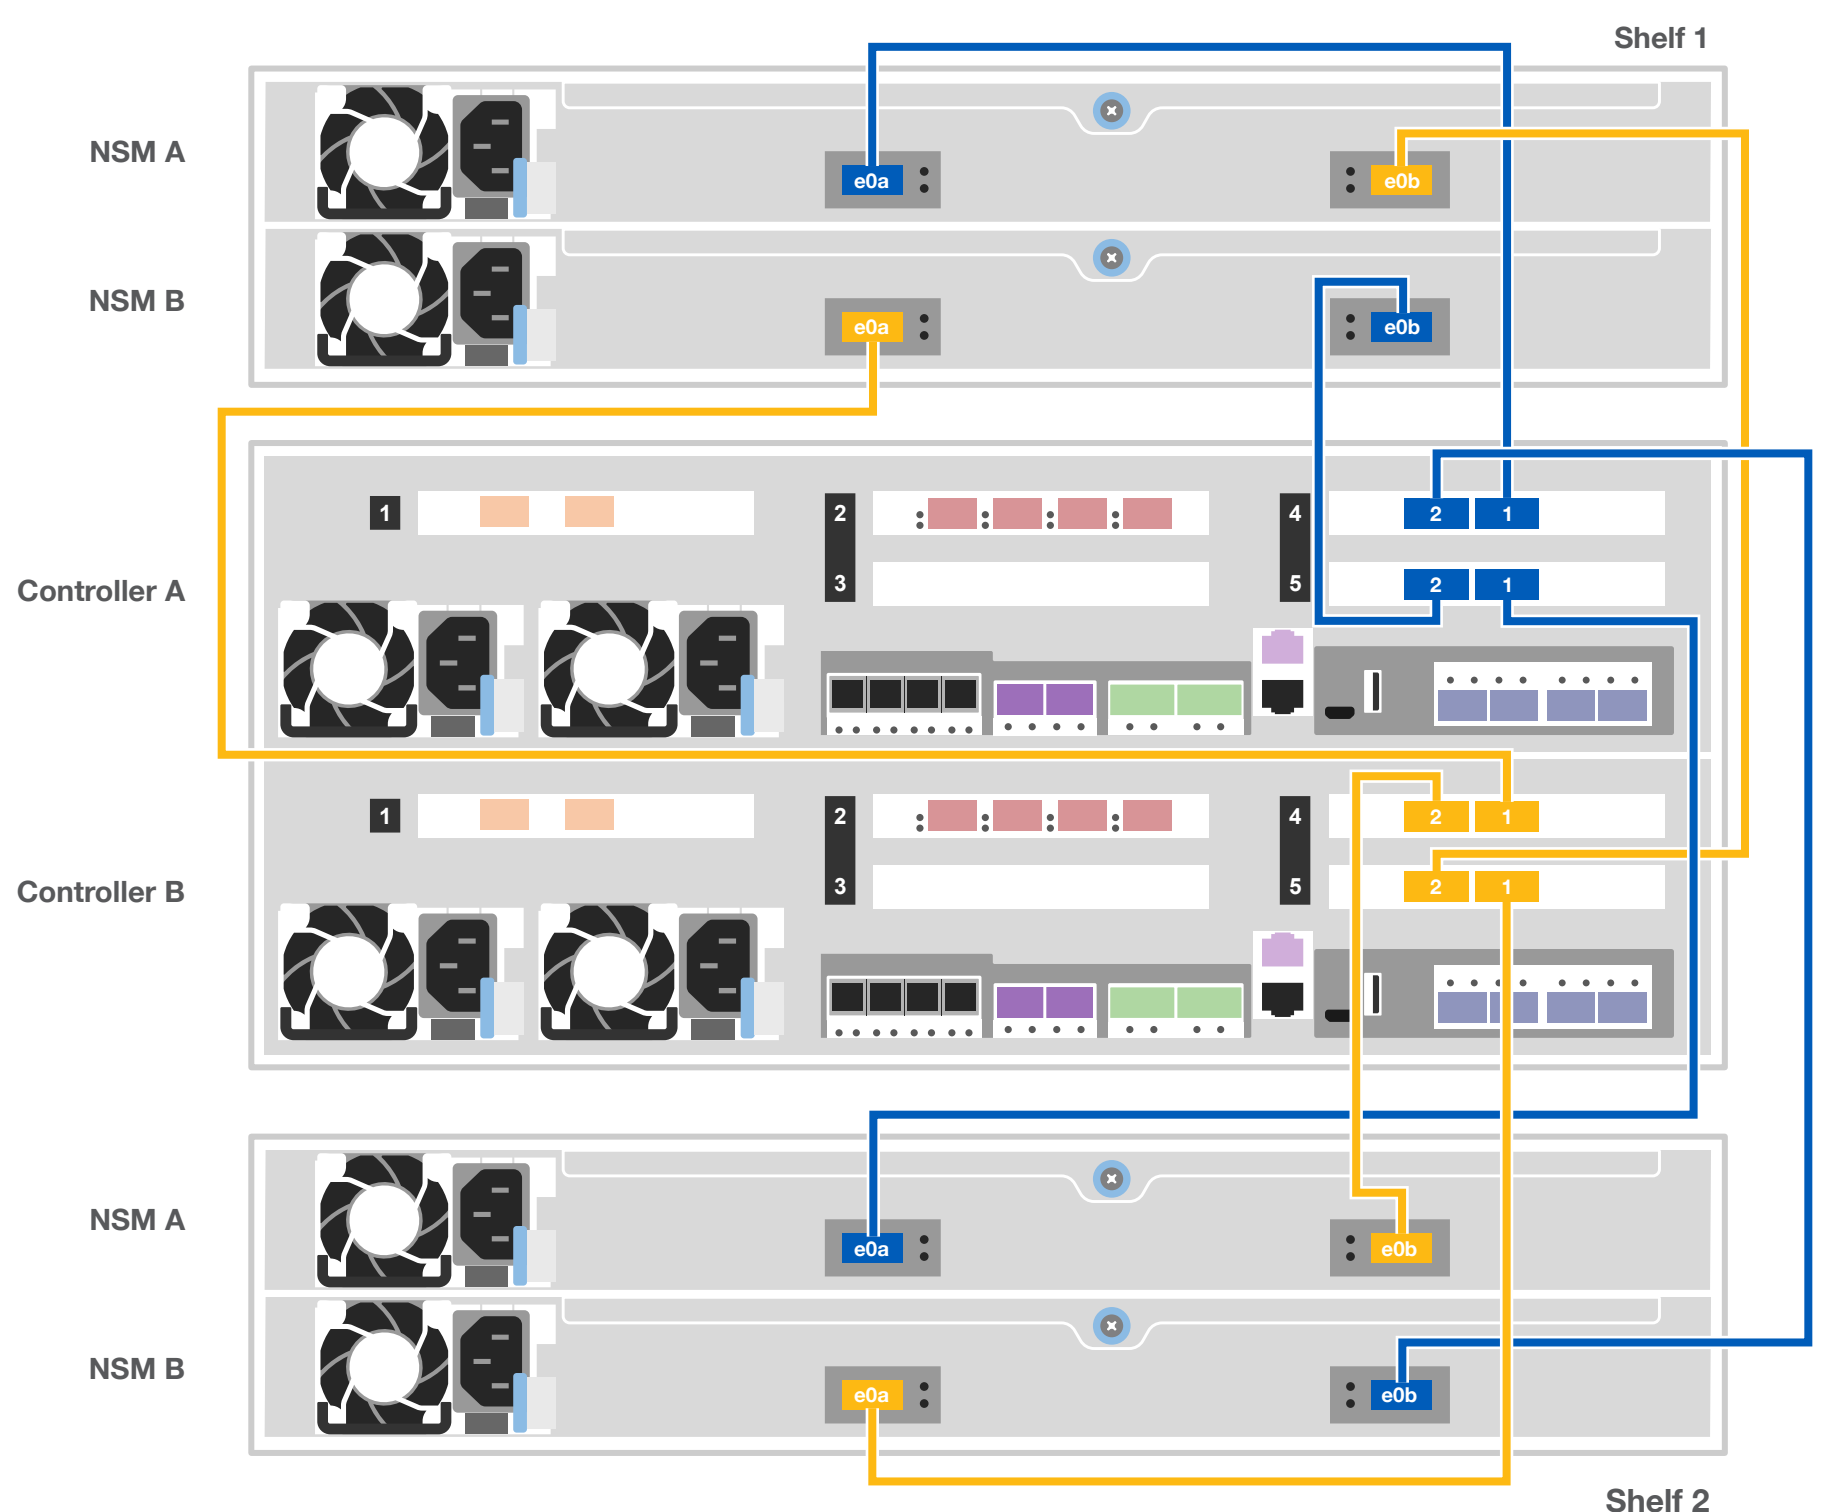 Shelf 1
NSM A
e0a
e0b
NSM B
e0a
e0b
Controller A
1
2
4
2 1
3
5
2 1
Controller B
1
2
4
2 1
3
5
2 1
NSM A
e0a
e0b
NSM B
e0a
e0b
Shelf 2